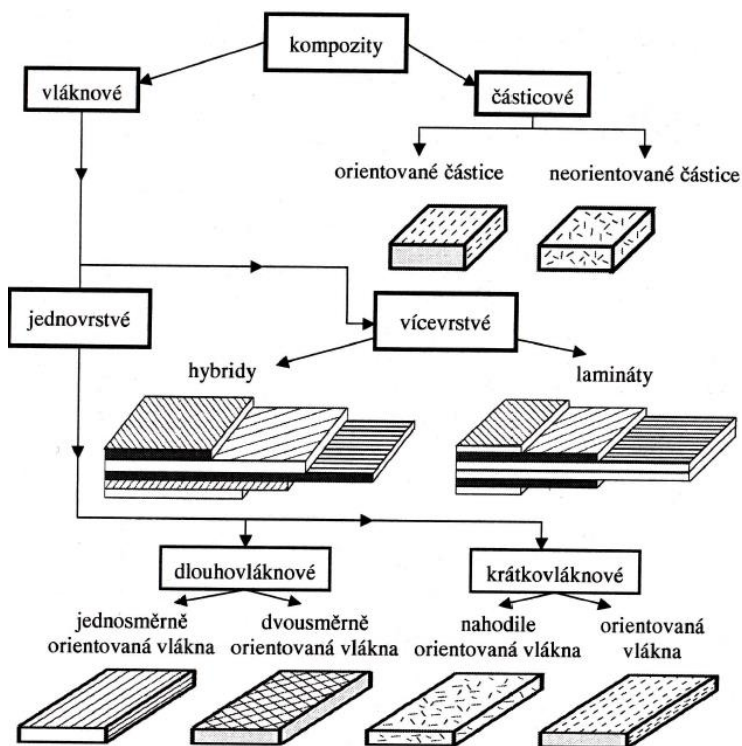 kompozity
vláknové
částicové
orientované částice
neorientované částice
jednovrstvé
vícevrstvé
hybridy
lamináty
dlouhovláknové
krátkovláknové
jednosměrně
orientovaná vlákna
dvousměrně
orientovaná vlákna
nahodile
orientovaná vlákna
orientovaná
vlákna